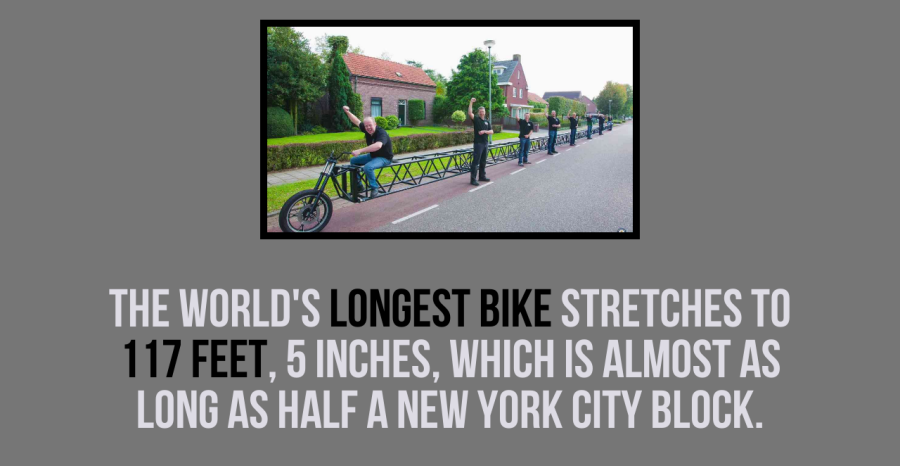 THE WORLD'S LONGEST BIKE STRETCHES TO
117 FEET, 5 INCHES, WHICH IS ALMOST AS
LONG AS HALF A NEW YORK CITY BLOCK.